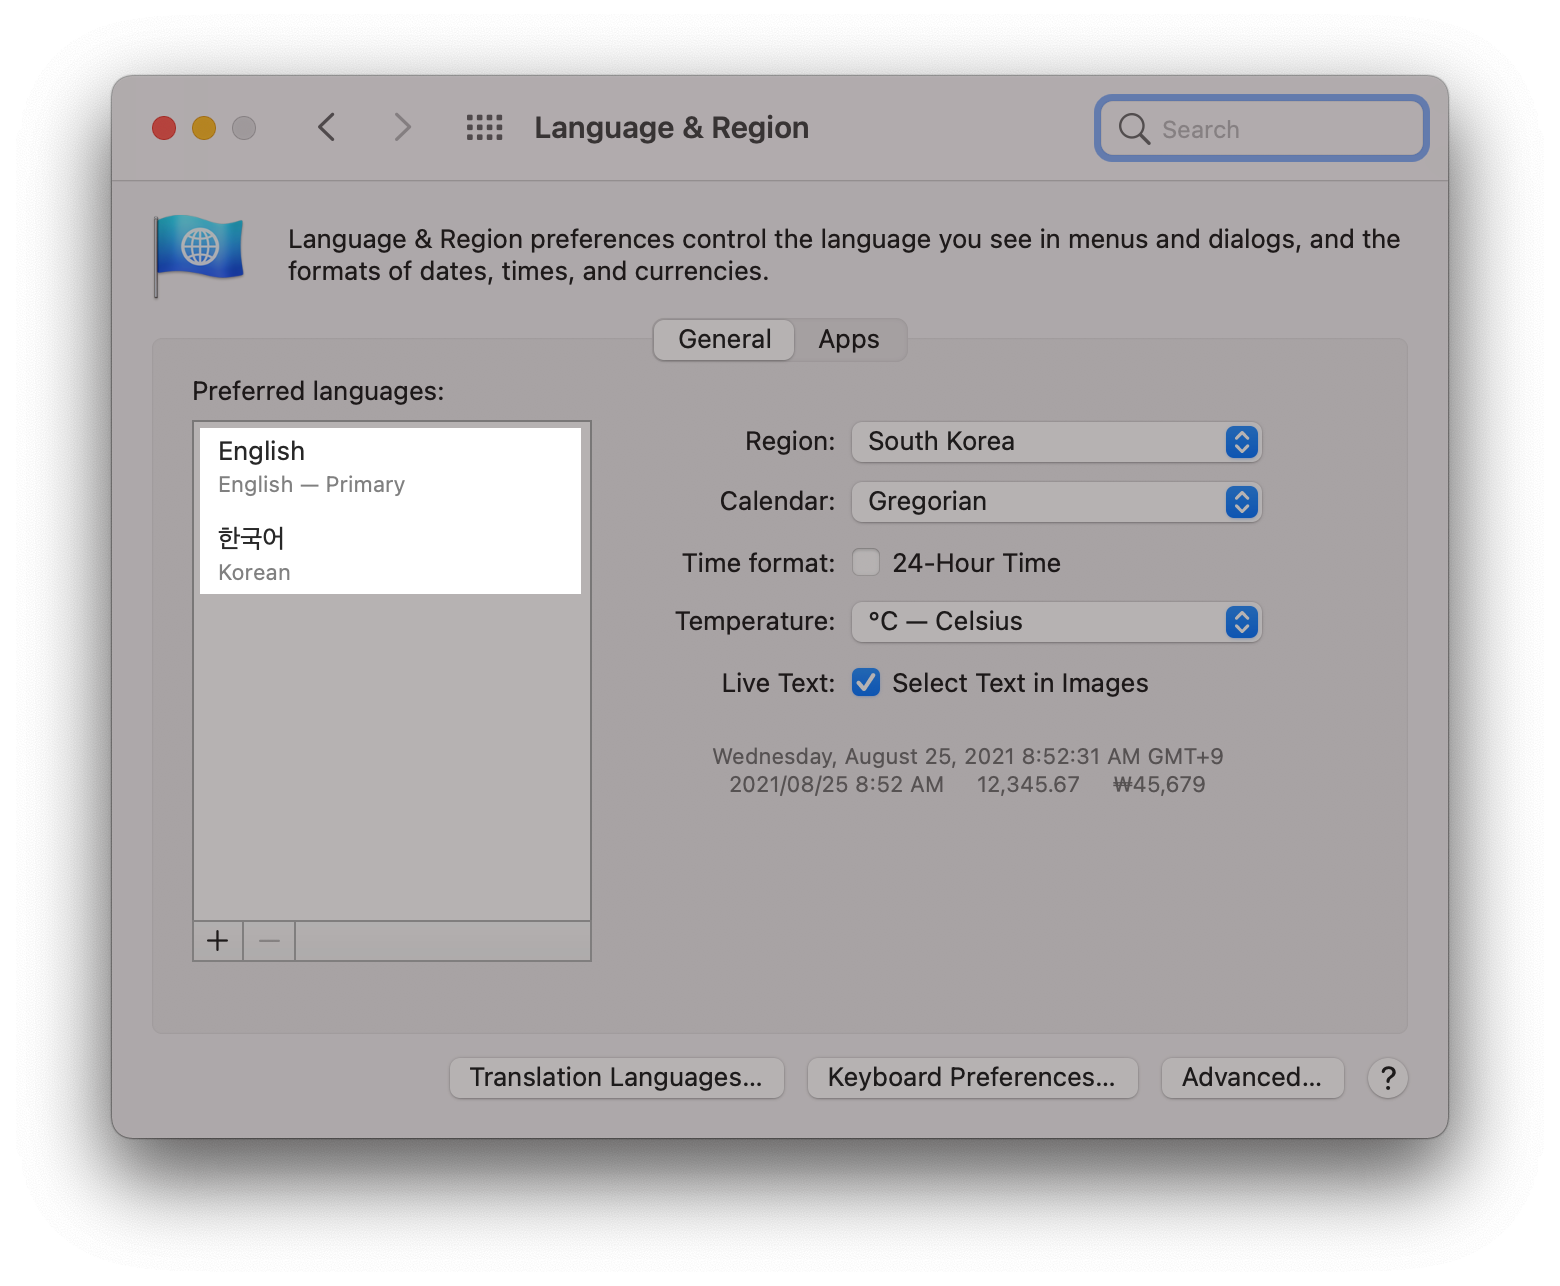 Language & Region
Search
Language & Region preferences control the language you see in menus and dialogs, and the
formats of dates, times, and currencies.
General Apps
Preferred languages:
English
English — Primary
한국어
Korean
Region: South Korea
Calendar: Gregorian
Time format: 24-Hour Time
Temperature: °C — Celsius
Live Text: Select Text in Images
Wednesday, August 25, 2021 8:52:31 AM GMT+9
2021/08/25 8:52 AM 12,345.67 ₩45,679
Translation Languages... Keyboard Preferences... Advanced... ?